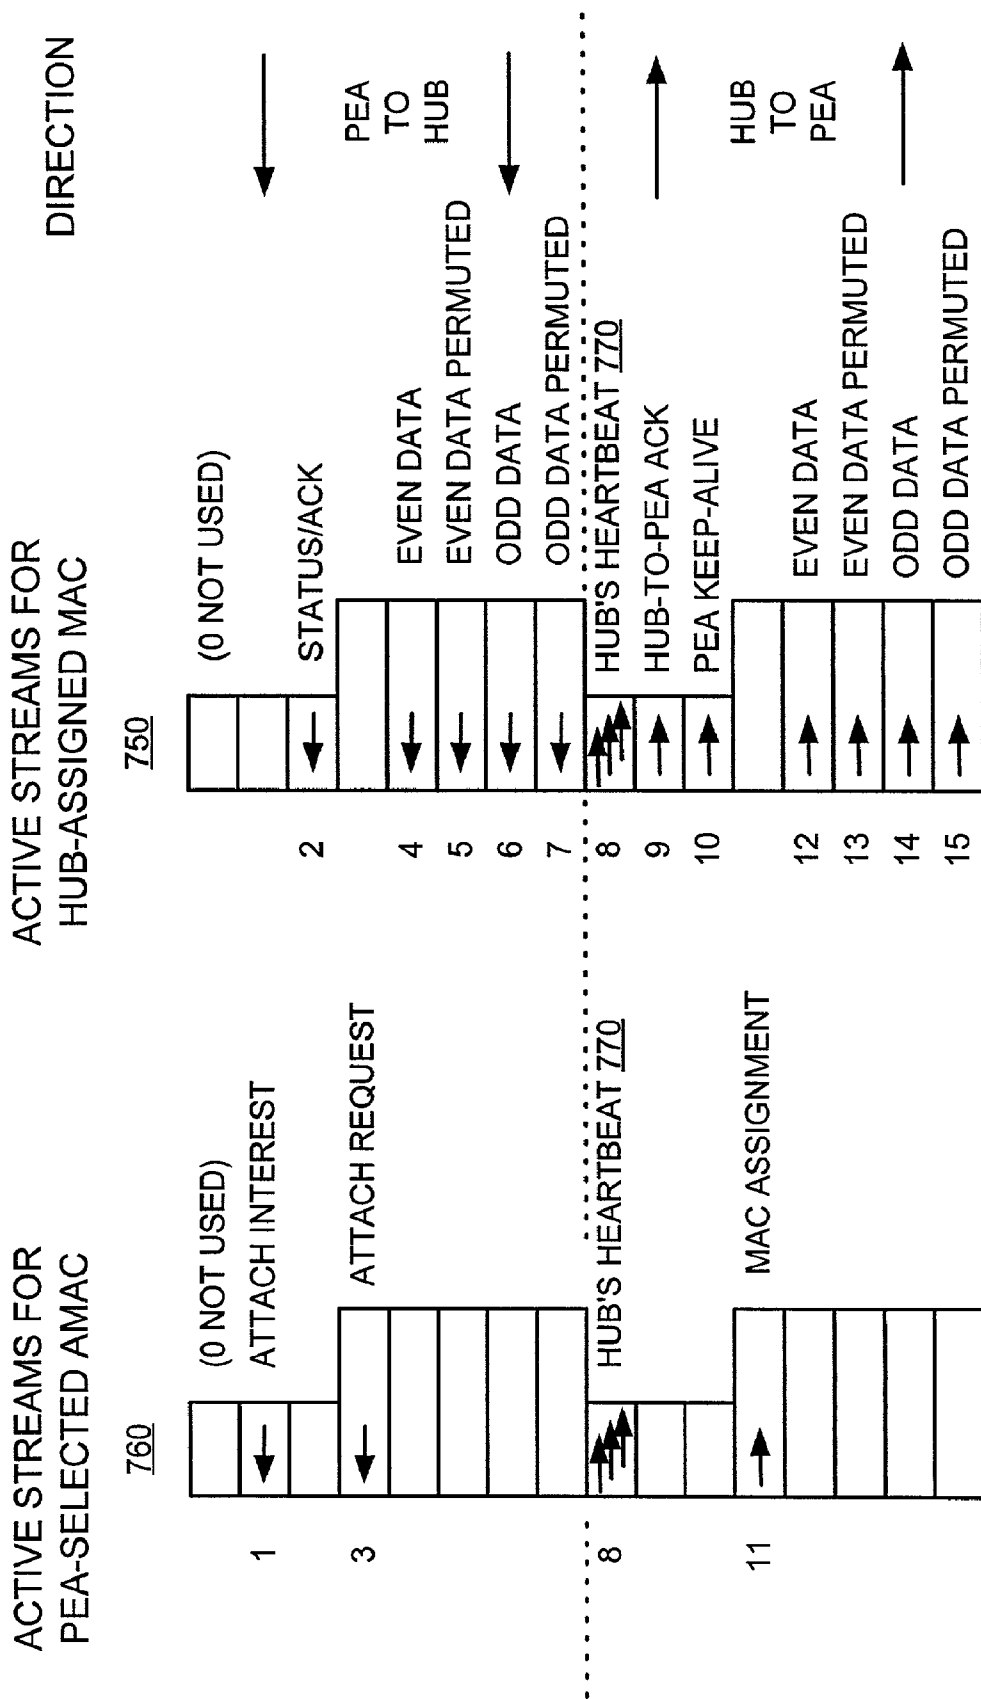 ACTIVE STREAMS FOR
PEA-SELECTED AMAC
760
(0 NOT USED)
1
ATTACH INTEREST
3
ATTACH REQUEST
8
HUB'S HEARTBEAT 770
11
MAC ASSIGNMENT
ACTIVE STREAMS FOR
HUB-ASSIGNED MAC
750
(0 NOT USED)
2
STATUS/ACK
4
EVEN DATA
5
EVEN DATA PERMUTED
6
ODD DATA
7
ODD DATA PERMUTED
8
HUB'S HEARTBEAT 770
9
HUB-TO-PEA ACK
10
PEA KEEP-ALIVE
12
EVEN DATA
13
EVEN DATA PERMUTED
14
ODD DATA
15
ODD DATA PERMUTED
DIRECTION
PEA
TO
HUB
HUB
TO
PEA